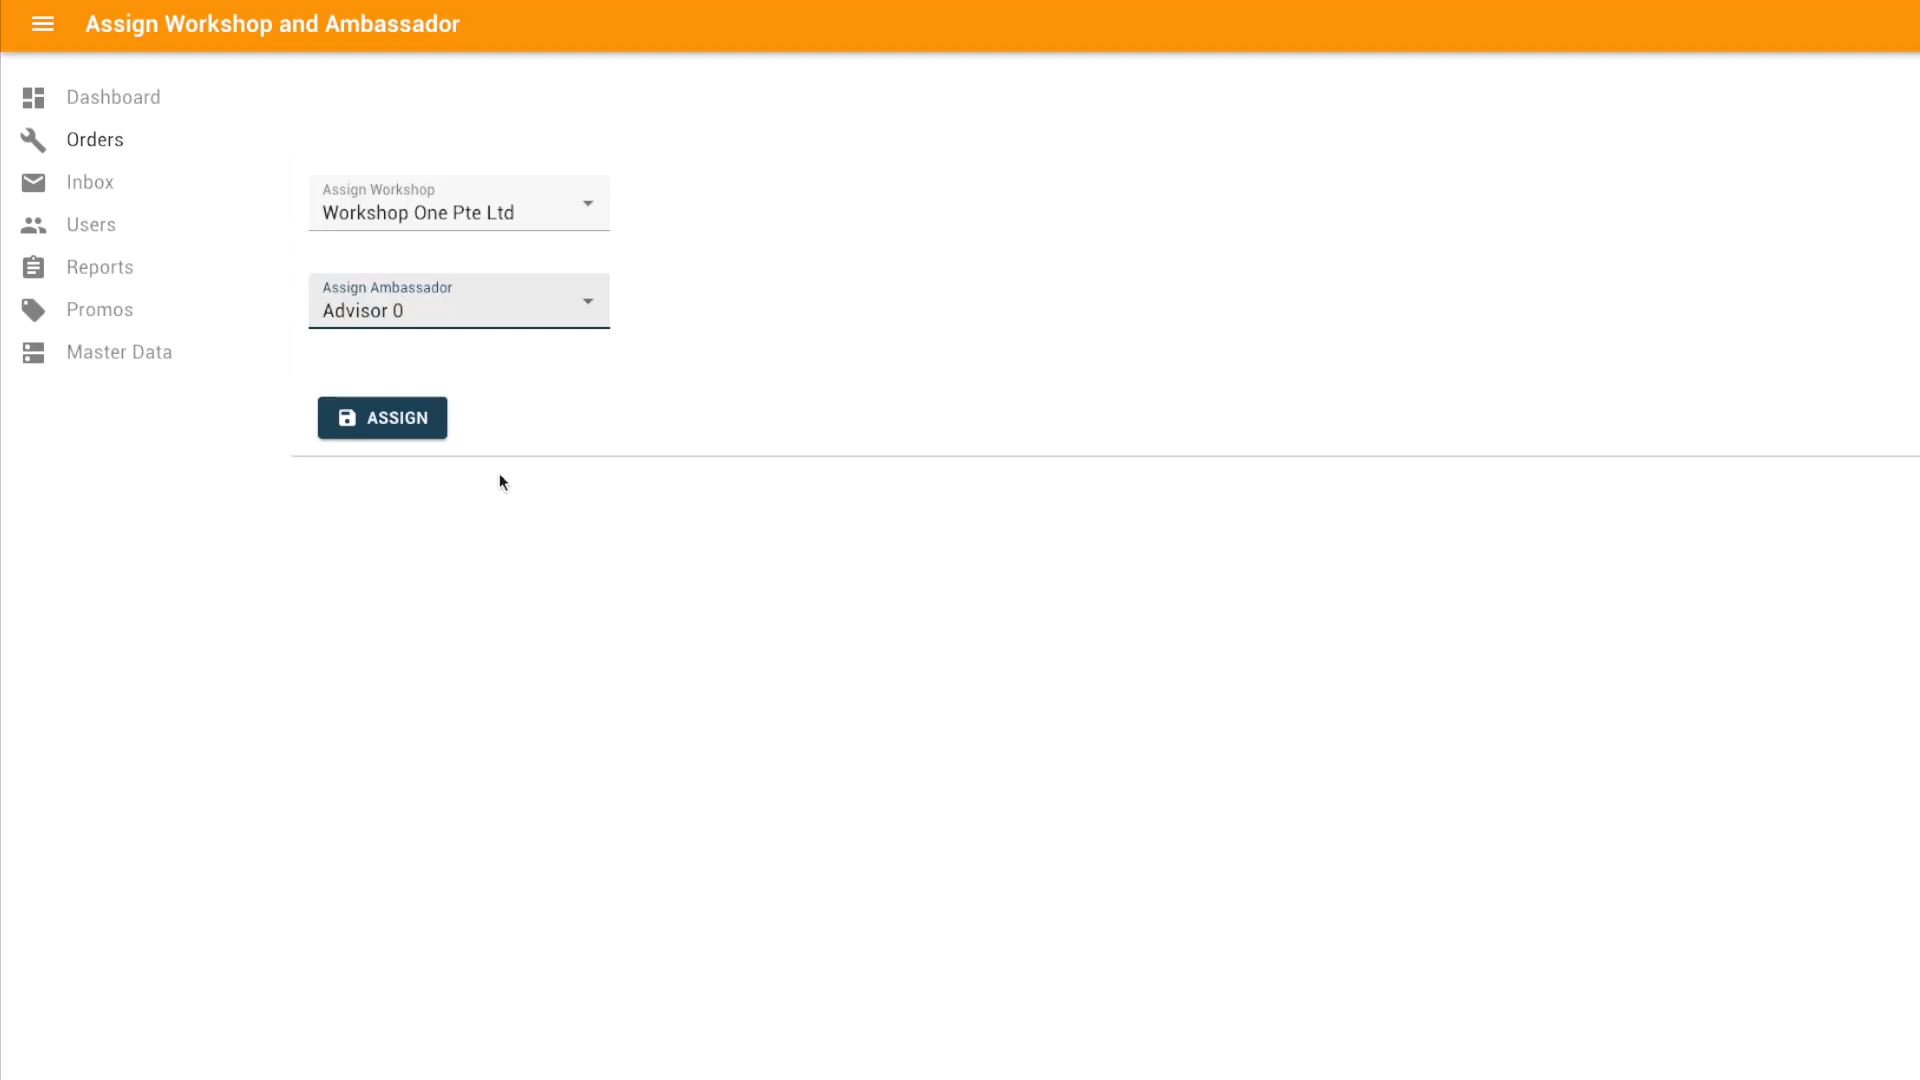 Assign Workshop and Ambassador
Dashboard
Orders
Inbox
Users
Reports
Promos
Master Data
Assign Workshop
Workshop One Pte Ltd
Assign Ambassador
Advisor 0
ASSIGN